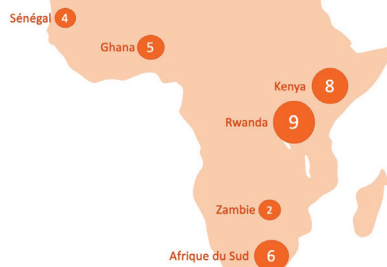 Sénégal 4
Ghana 5
Kenya 8
Rwanda 9
Zambie 2
Afrique du Sud 6